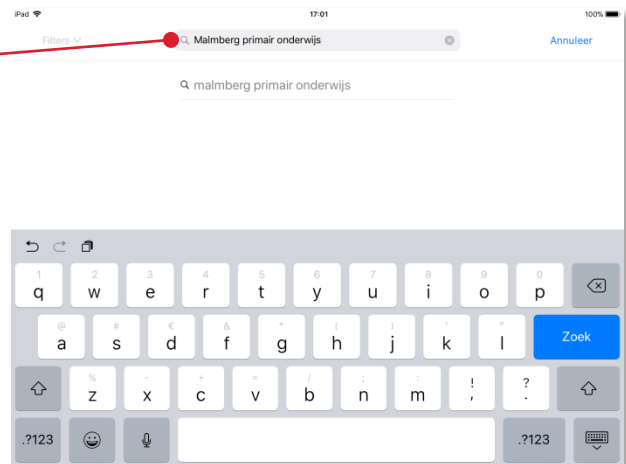 iPad 17:01 100%
Filters Malmberg primair onderwijs Annuleer
malmberg primair onderwijs
1 2 3 4 5 6 7 8 9 0
q w e r t y u i o p
@ # € & * ( ) ' "
a s d f g h j k l Zoek
% - + = / ; : ! ?
z x c v b n m , .
.?123 .?123